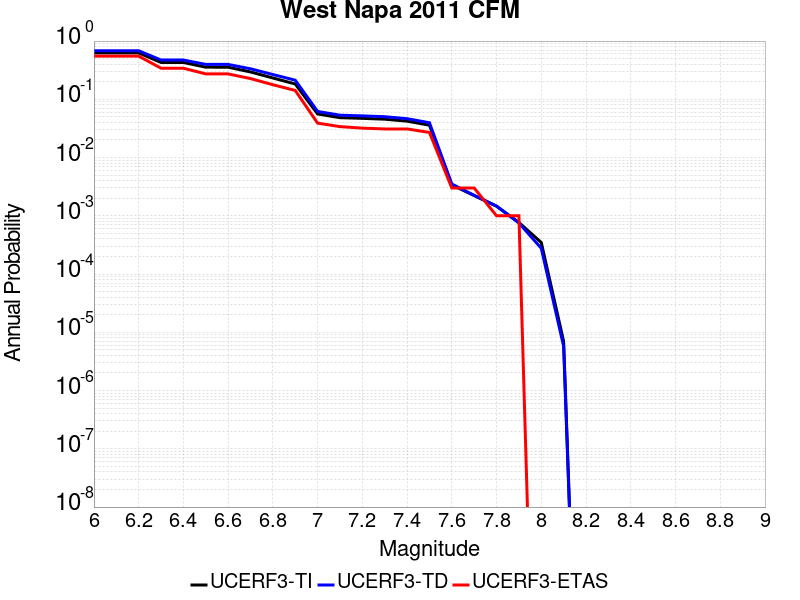 West Napa 2011 CFM
10^0
10^-1
10^-2
10^-3
10^-4
10^-5
10^-6
10^-7
10^-8
Annual Probability
6 6.2 6.4 6.6 6.8 7 7.2 7.4 7.6 7.8 8 8.2 8.4 8.6 8.8 9
Magnitude
UCERF3-TI UCERF3-TD UCERF3-ETAS